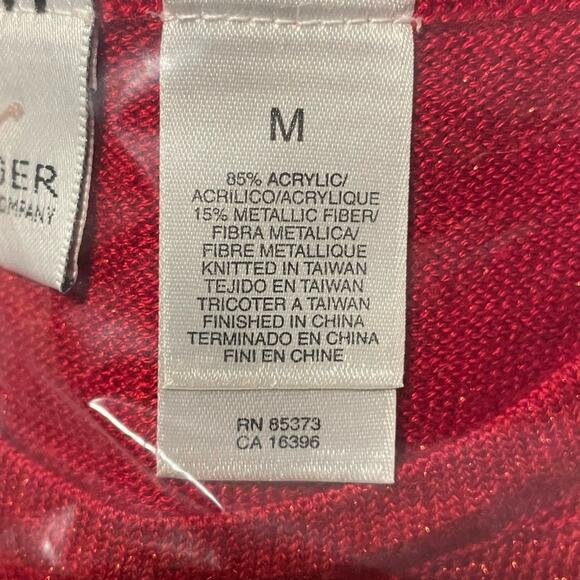 GER
COMPANY
M
85% ACRYLIC/
ACRILICO/ACRYLIQUE
15% METALLIC FIBER/
FIBRA METALICA/
FIBRE METALLIQUE
KNITTED IN TAIWAN
TEJIDO EN TAIWAN
TRICOTER A TAIWAN
FINISHED IN CHINA
TERMINADO EN CHINA
FINI EN CHINE
RN 85373
CA 16396